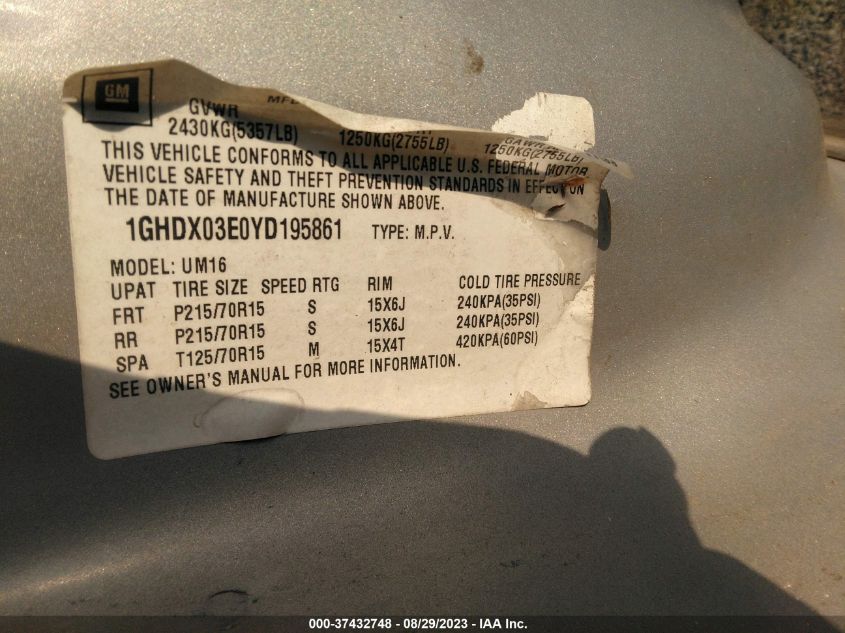 GM
MFD
GVWR
2430KG(5357LB)
1250KG(2755LB)
1250KG(2755LB)
THIS VEHICLE CONFORMS TO ALL APPLICABLE U.S. FEDERAL MOTOR
VEHICLE SAFETY AND THEFT PREVENTION STANDARDS IN EFFECT ON
THE DATE OF MANUFACTURE SHOWN ABOVE.
1GHDX03E0YD195861 TYPE: M.P.V.
MODEL: UM16
UPAT TIRE SIZE SPEED RTG RIM COLD TIRE PRESSURE
FRT P215/70R15 S 15X6J 240KPA(35PSI)
RR P215/70R15 S 15X6J 240KPA(35PSI)
SPA T125/70R15 M 15X4T 420KPA(60PSI)
SEE OWNER'S MANUAL FOR MORE INFORMATION.
000-37432748 - 08/29/2023 - IAA Inc.